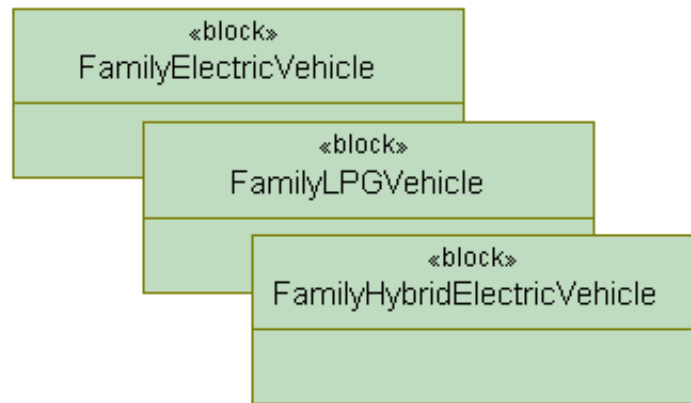 «block»
FamilyElectricVehicle
«block»
FamilyLPGVehicle
«block»
FamilyHybridElectricVehicle